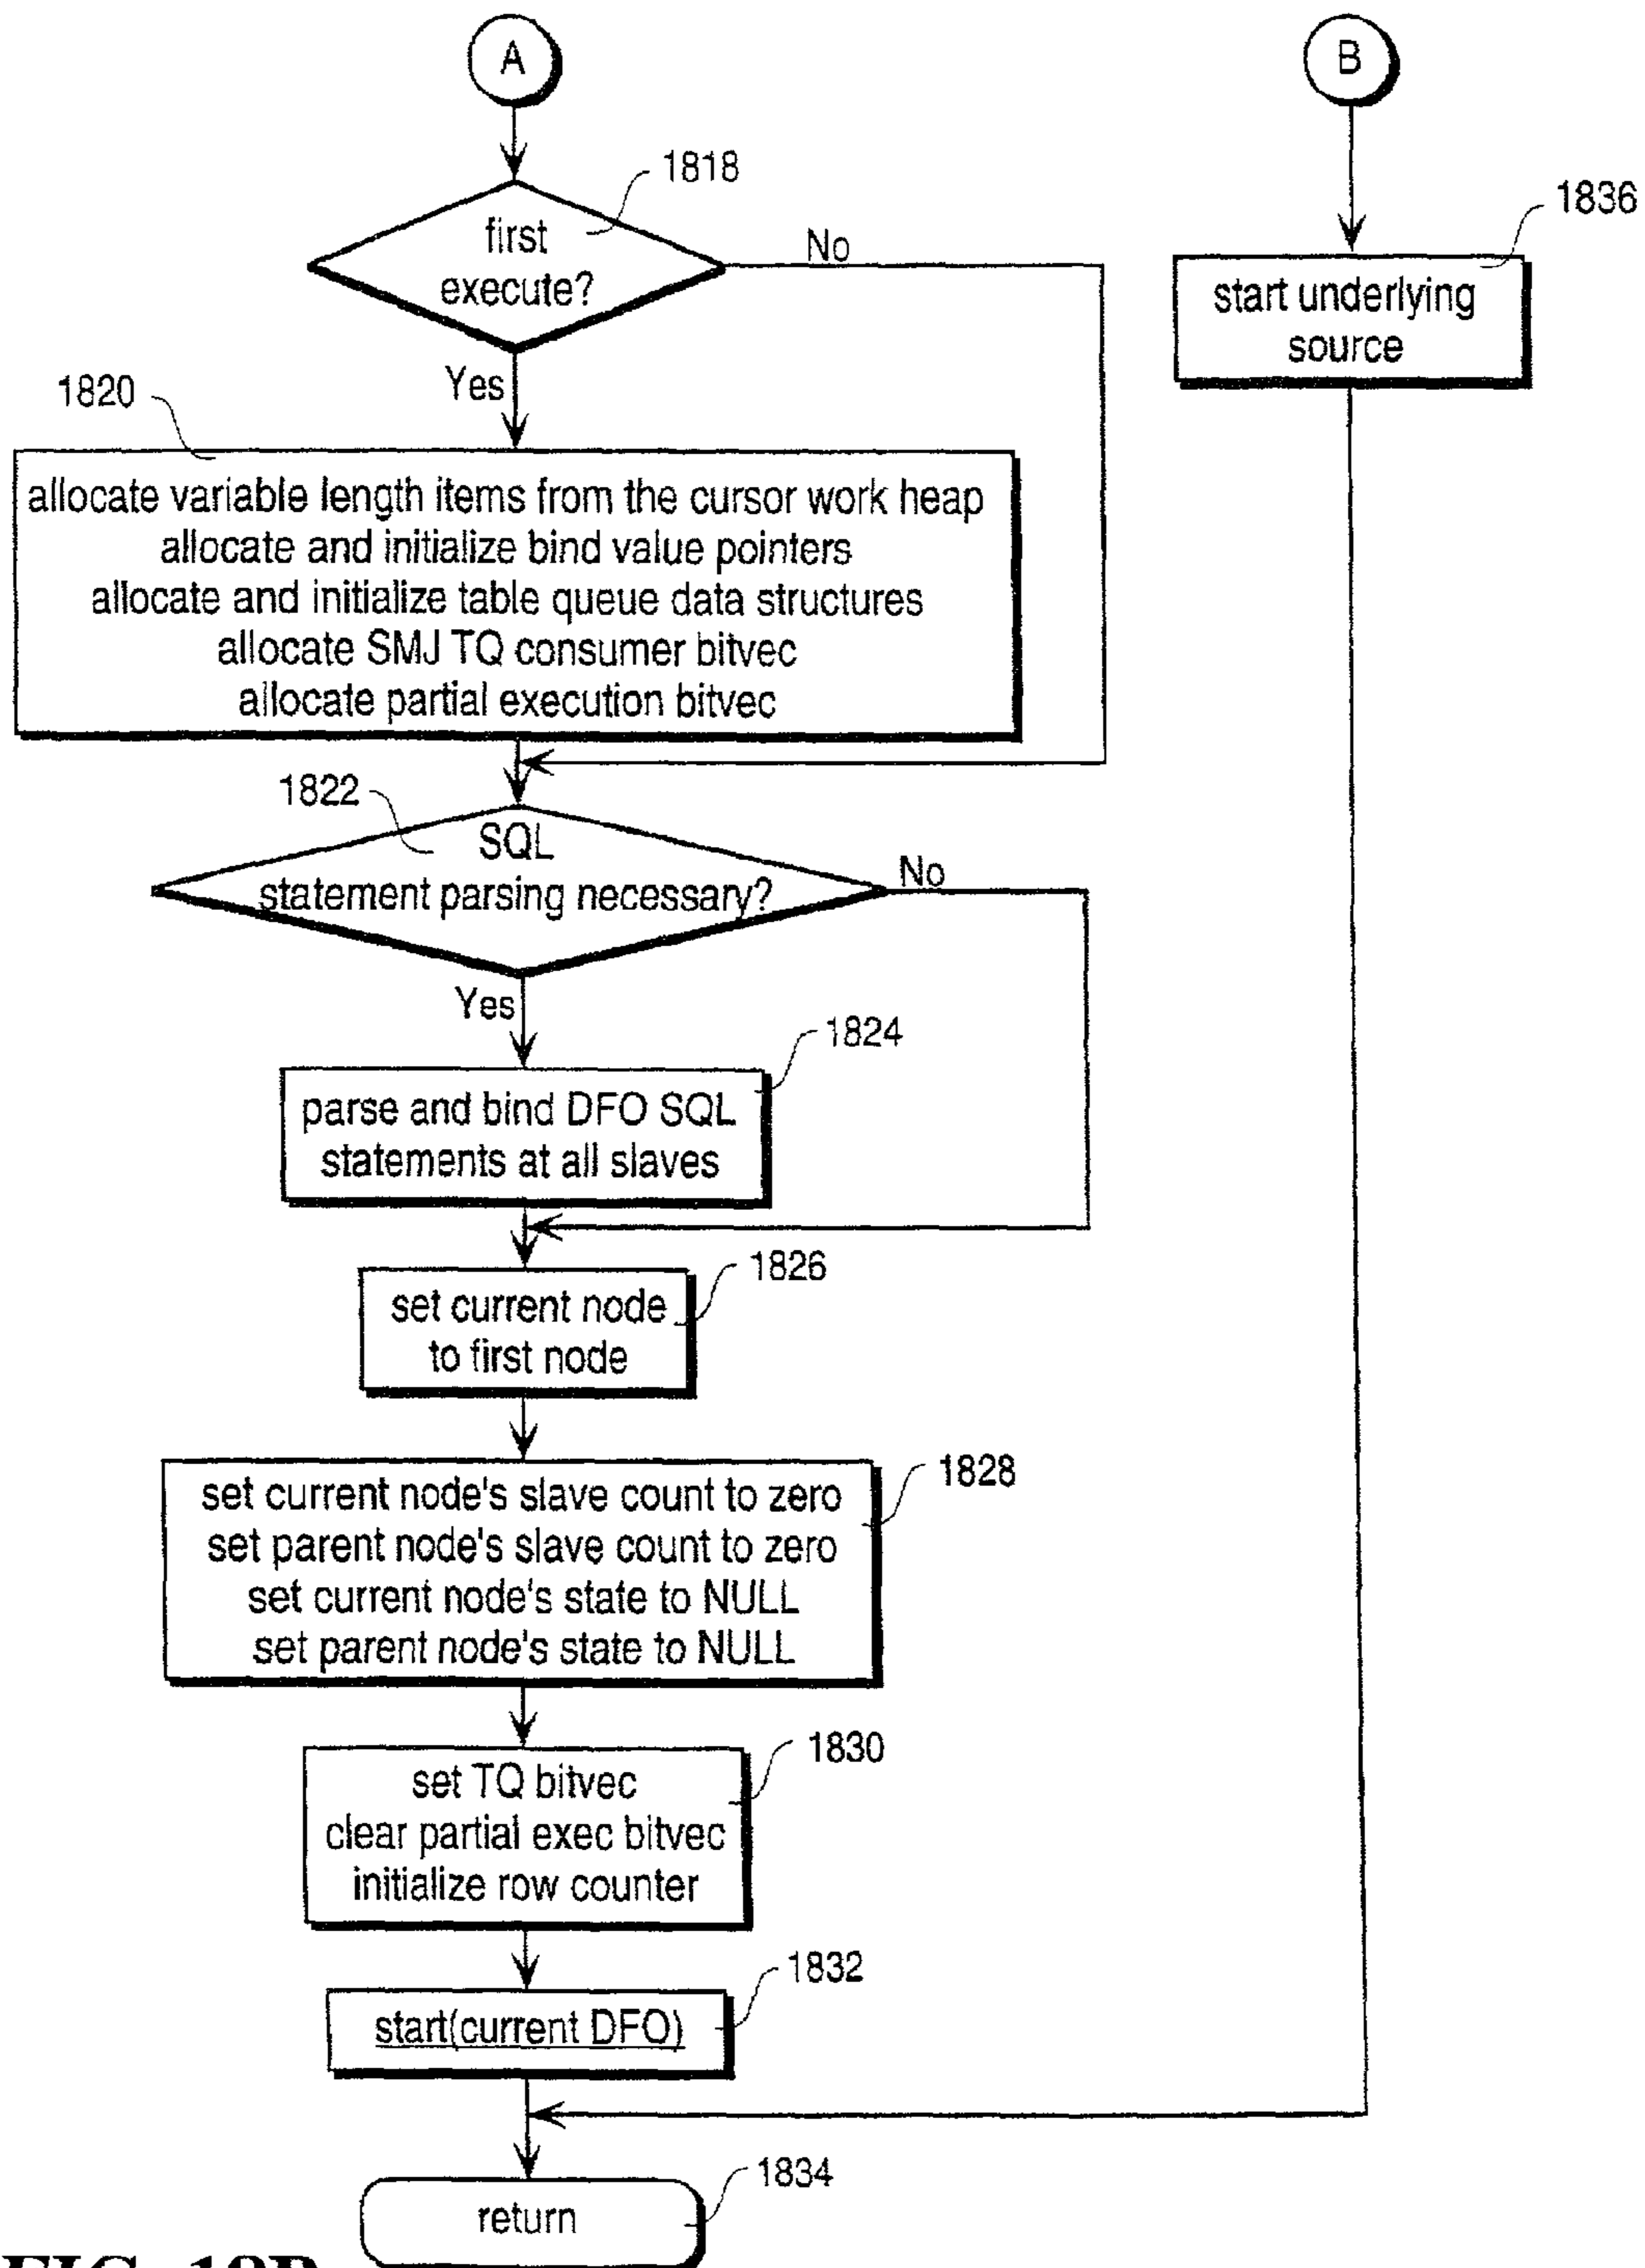 A
B
1818
first
execute?
No
1836
start underlying
source
Yes
1820
allocate variable length items from the cursor work heap
allocate and initialize bind value pointers
allocate and initialize table queue data structures
allocate SMJ TQ consumer bitvec
allocate partial execution bitvec
1822
SQL
statement parsing necessary?
No
Yes
1824
parse and bind DFO SQL
statements at all slaves
1826
set current node
to first node
1828
set current node's slave count to zero
set parent node's slave count to zero
set current node's state to NULL
set parent node's state to NULL
1830
set TQ bitvec
clear partial exec bitvec
initialize row counter
1832
start(current DFO)
1834
return